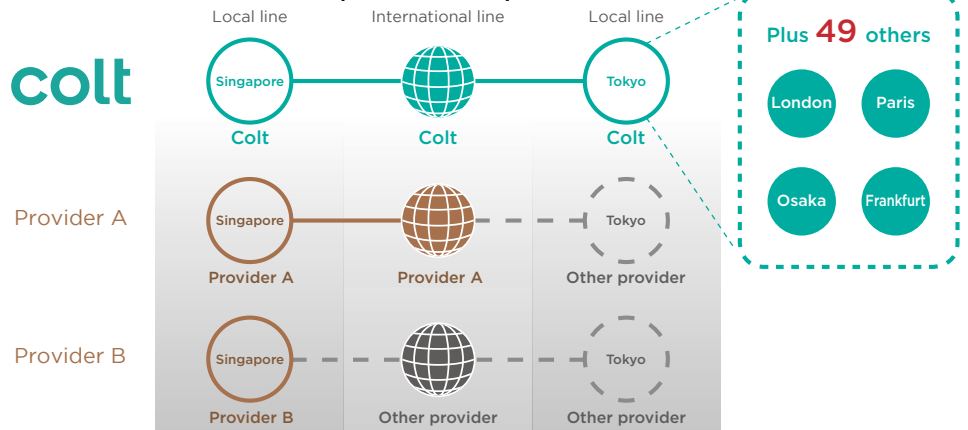 Local line
International line
Local line
Plus 49 others
colt
Singapore
Tokyo
London
Paris
Colt
Colt
Colt
Osaka
Frankfurt
Provider A
Singapore
Tokyo
Provider A
Provider A
Other provider
Provider B
Singapore
Tokyo
Provider B
Other provider
Other provider